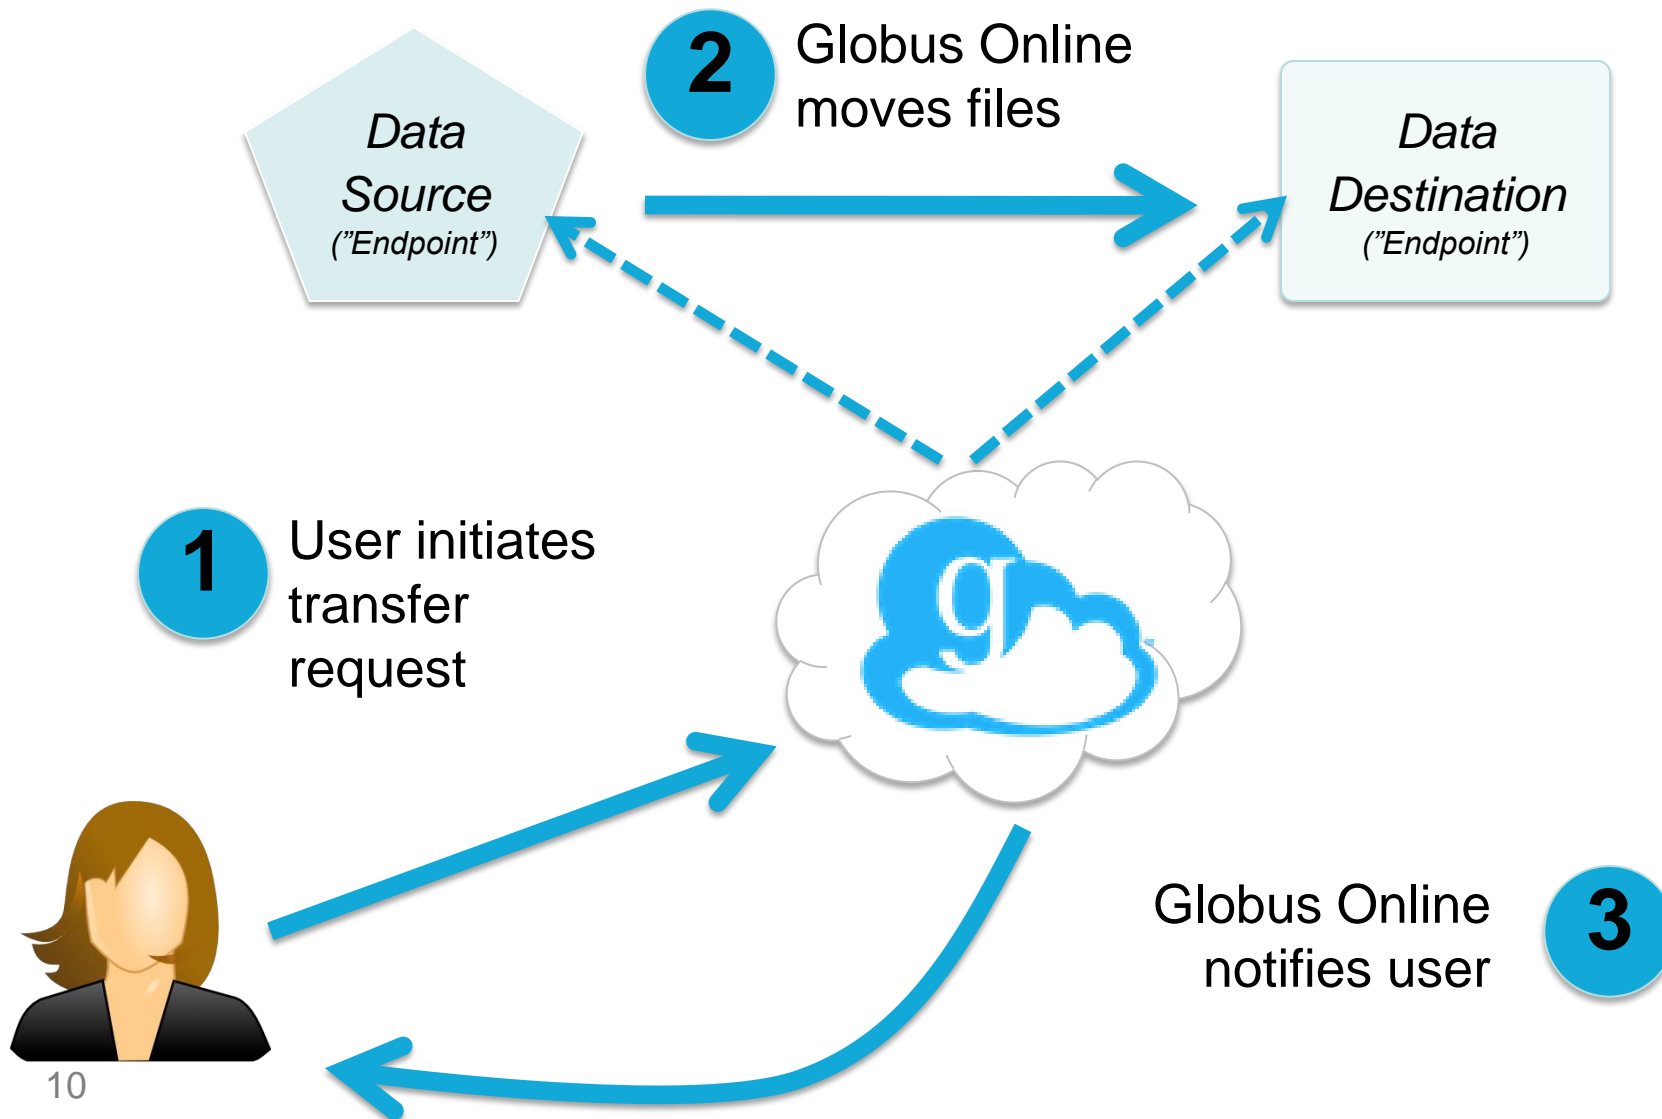 2
Globus Online
moves files
Data
Source
(”Endpoint”)
Data
Destination
(”Endpoint”)
1
User initiates
transfer
request
g
Globus Online
notifies user
3
10